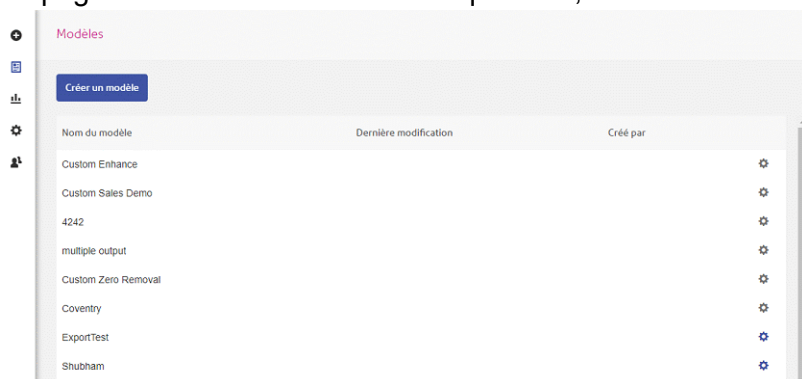 Modèles
Créer un modèle
Nom du modèle Dernière modification Créé par
Custom Enhance
Custom Sales Demo
4242
multiple output
Custom Zero Removal
Coventry
ExportTest
Shubham